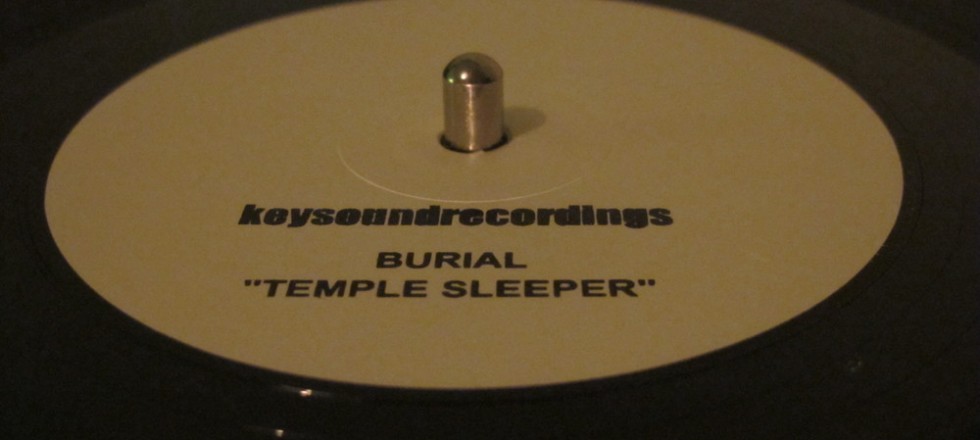 keysoundrecordings
BURIAL
"TEMPLE SLEEPER"